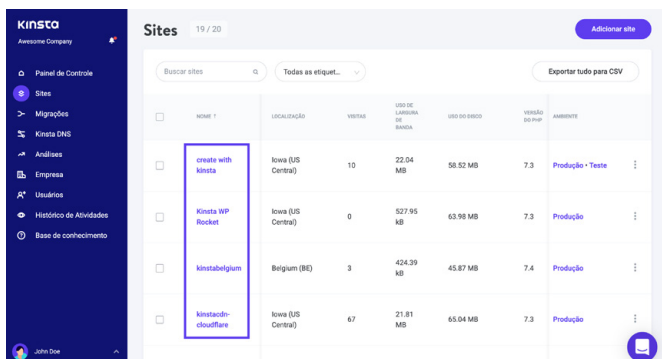 KINSTA
Awesome Company
Painel de Controle
Sites
Migrações
Kinsta DNS
Análises
Empresa
Usuários
Histórico de Atividades
Base de conhecimento
John Doe
Sites 19 / 20
Adicionar site
Buscar sites
Todas as etiquet...
Exportar tudo para CSV
NOME ↑ LOCALIZAÇÃO VISITAS USO DE LARGURA DE BANDA USO DO DISCO VERSÃO DO PHP AMBIENTE
create with kinsta Iowa (US Central) 10 22.04 MB 58.52 MB 7.3 Produção • Teste
Kinsta WP Rocket Iowa (US Central) 0 527.95 kB 63.98 MB 7.3 Produção
kinstabelgium Belgium (BE) 3 424.39 kB 45.87 MB 7.4 Produção
kinstacdn-cloudflare Iowa (US Central) 67 21.81 MB 65.04 MB 7.3 Produção